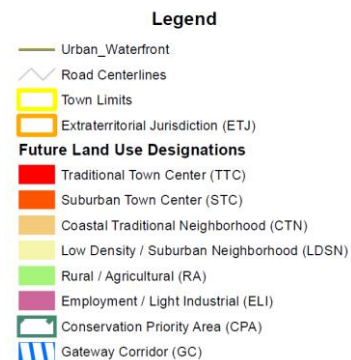 Legend
Urban_Waterfront
Road Centerlines
Town Limits
Extraterritorial Jurisdiction (ETJ)
Future Land Use Designations
Traditional Town Center (TTC)
Suburban Town Center (STC)
Coastal Traditional Neighborhood (CTN)
Low Density / Suburban Neighborhood (LDSN)
Rural / Agricultural (RA)
Employment / Light Industrial (ELI)
Conservation Priority Area (CPA)
Gateway Corridor (GC)